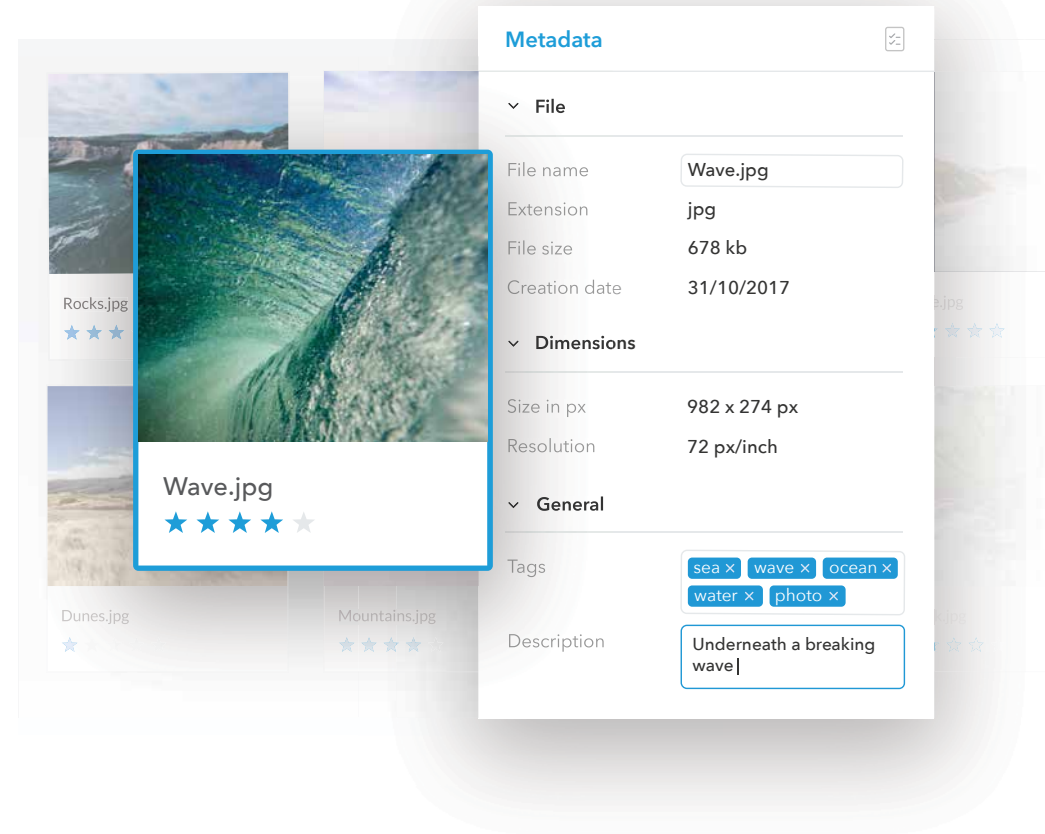 Metadata
File
File name Wave.jpg
Extension jpg
File size 678 kb
Creation date 31/10/2017
Dimensions
Size in px 982 x 274 px
Resolution 72 px/inch
General
Tags sea × wave × ocean ×
water × photo ×
Description Underneath a breaking
wave
Rocks.jpg
Wave.jpg
Dunes.jpg
Mountains.jpg